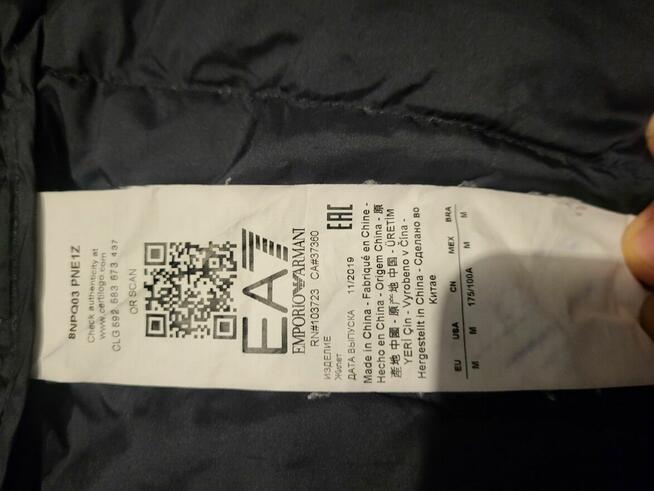 8NPQ03 PNE1Z
Check authenticity at
www.certilogo.com
CLG 592 683 673 437
OR SCAN
EA7
EMPORIO ARMANI
RN#103723 CA#37360
ИЗДЕЛИЕ
Жилет
ДАТА ВЫПУСКА 11/2019
EAC
Made in China - Fabriqué en Chine -
Hecho en China - Origem China - 原
產地 中國 - 原产地 中国 - ÜRETİM
YERİ Çin - Vyrobeno v Čína -
Hergestellt in China - Сделано во
Китае
EU USA CN MEX BRA
M M 175/100A M M